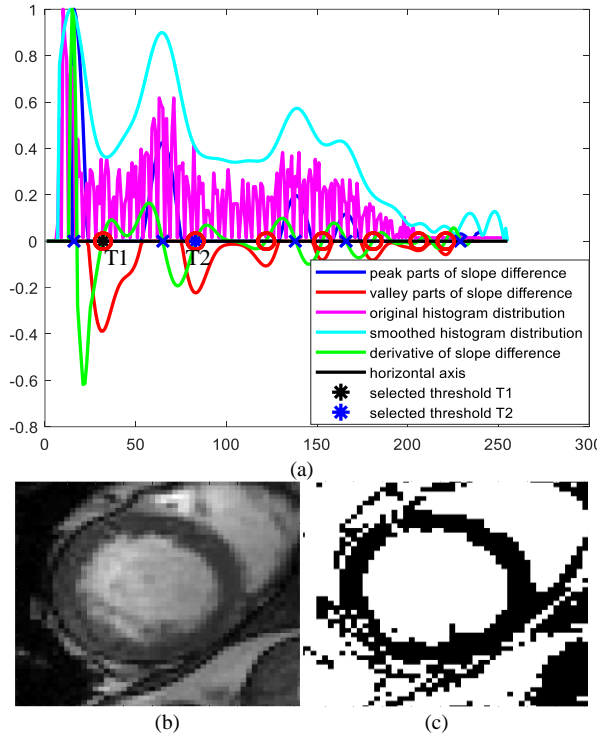 1
0.8
0.6
0.4
0.2
0
-0.2
-0.4
-0.6
-0.8
T1
T2
peak parts of slope difference
valley parts of slope difference
original histogram distribution
smoothed histogram distribution
derivative of slope difference
horizontal axis
selected threshold T1
selected threshold T2
0 50 100 150 200 250 300
(a)
(b) (c)